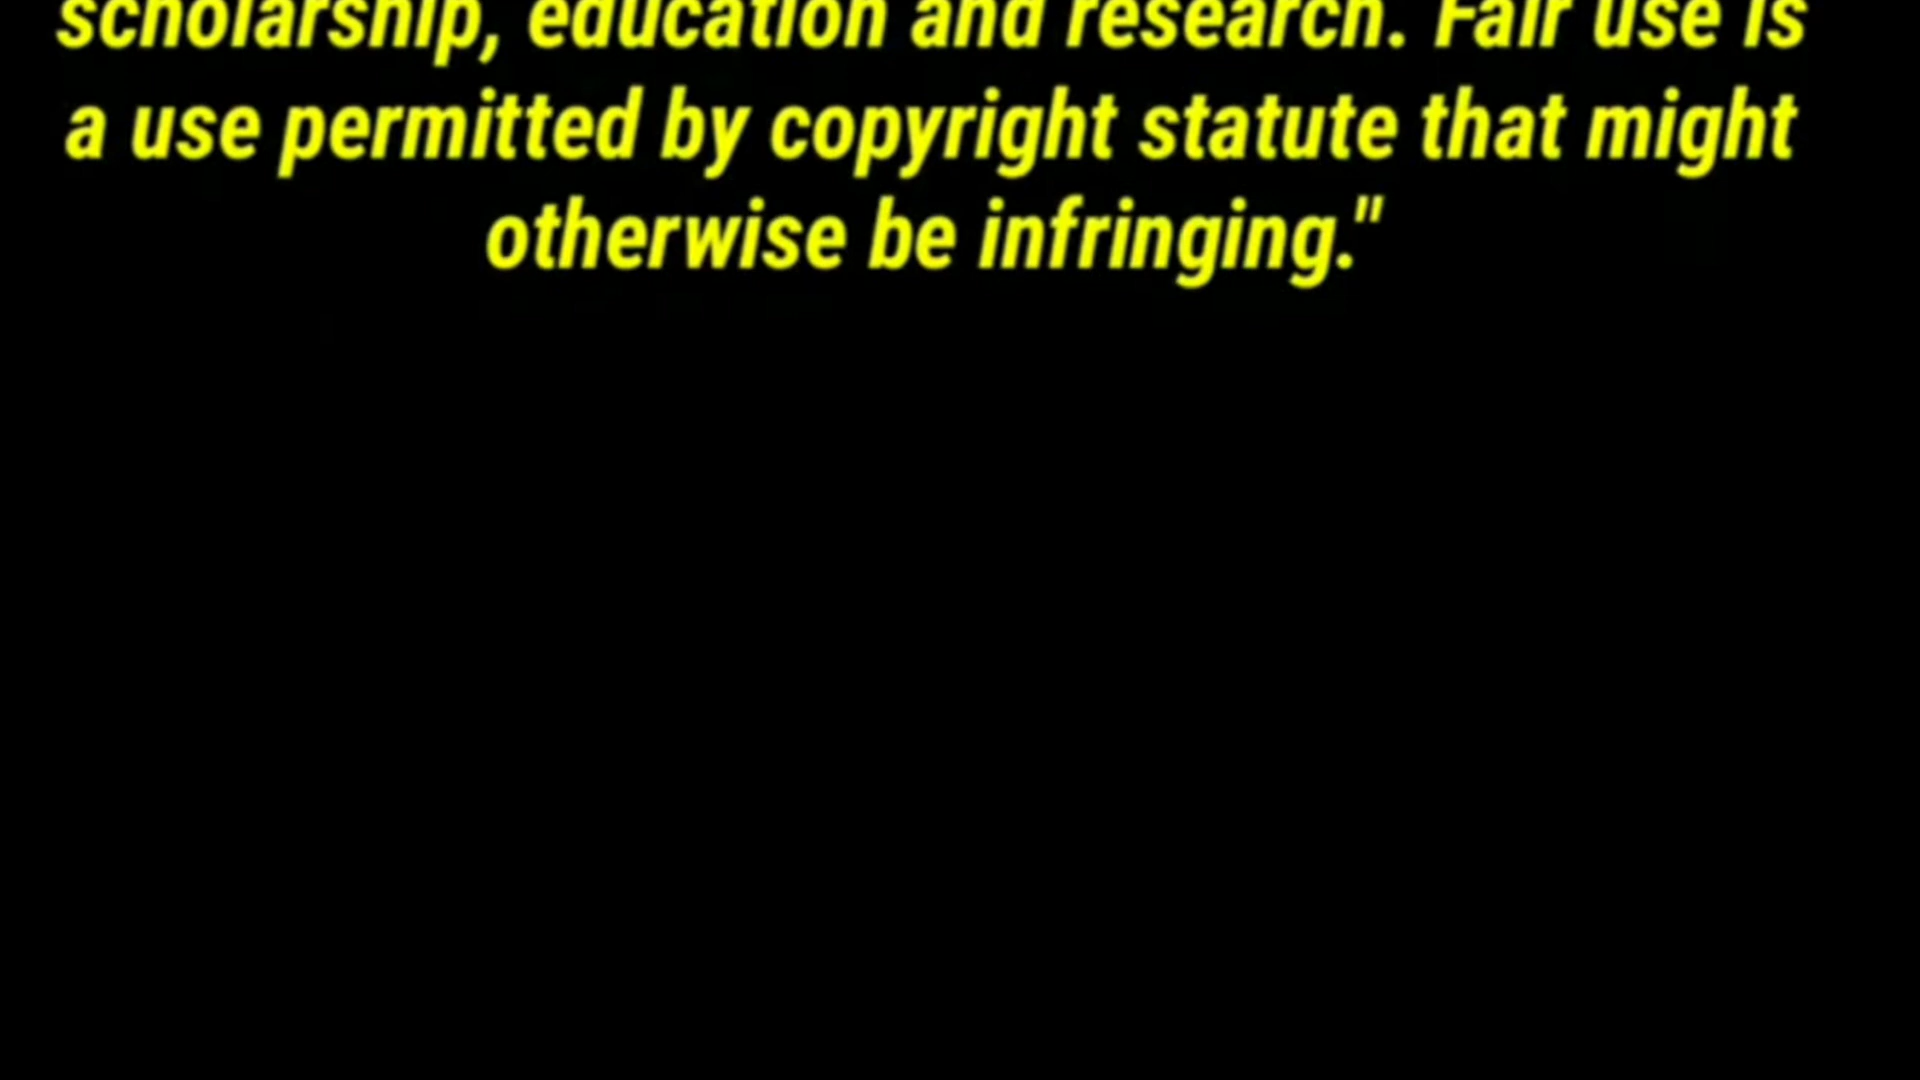 scholarship, education and research. Fair use is
a use permitted by copyright statute that might
otherwise be infringing."